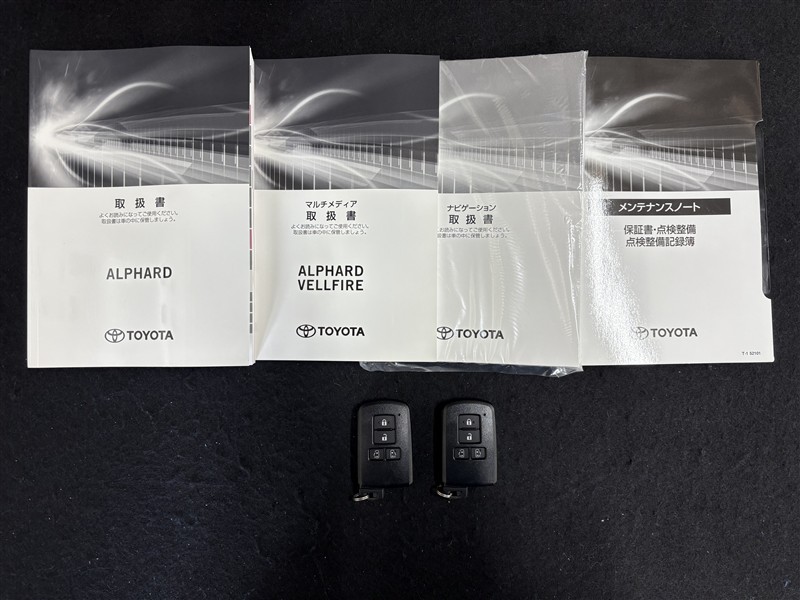 取扱書
よくお読みになってご使用ください。
取扱書は車の中に保管しましょう。
ALPHARD
TOYOTA
マルチメディア
取扱書
よくお読みになってご使用ください。
取扱書は車の中に保管しましょう。
ALPHARD
VELLFIRE
TOYOTA
ナビゲーション
取扱書
よくお読みになってご使用ください。
取扱書は車の中に保管しましょう。
TOYOTA
メンテナンスノート
保証書・点検整備
点検整備記録簿
TOYOTA
T-1 52101